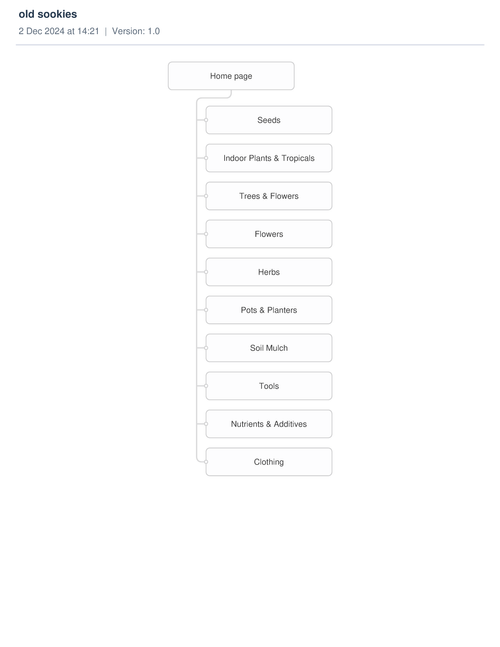 old sookies
2 Dec 2024 at 14:21 | Version: 1.0
Home page
Seeds
Indoor Plants & Tropicals
Trees & Flowers
Flowers
Herbs
Pots & Planters
Soil Mulch
Tools
Nutrients & Additives
Clothing